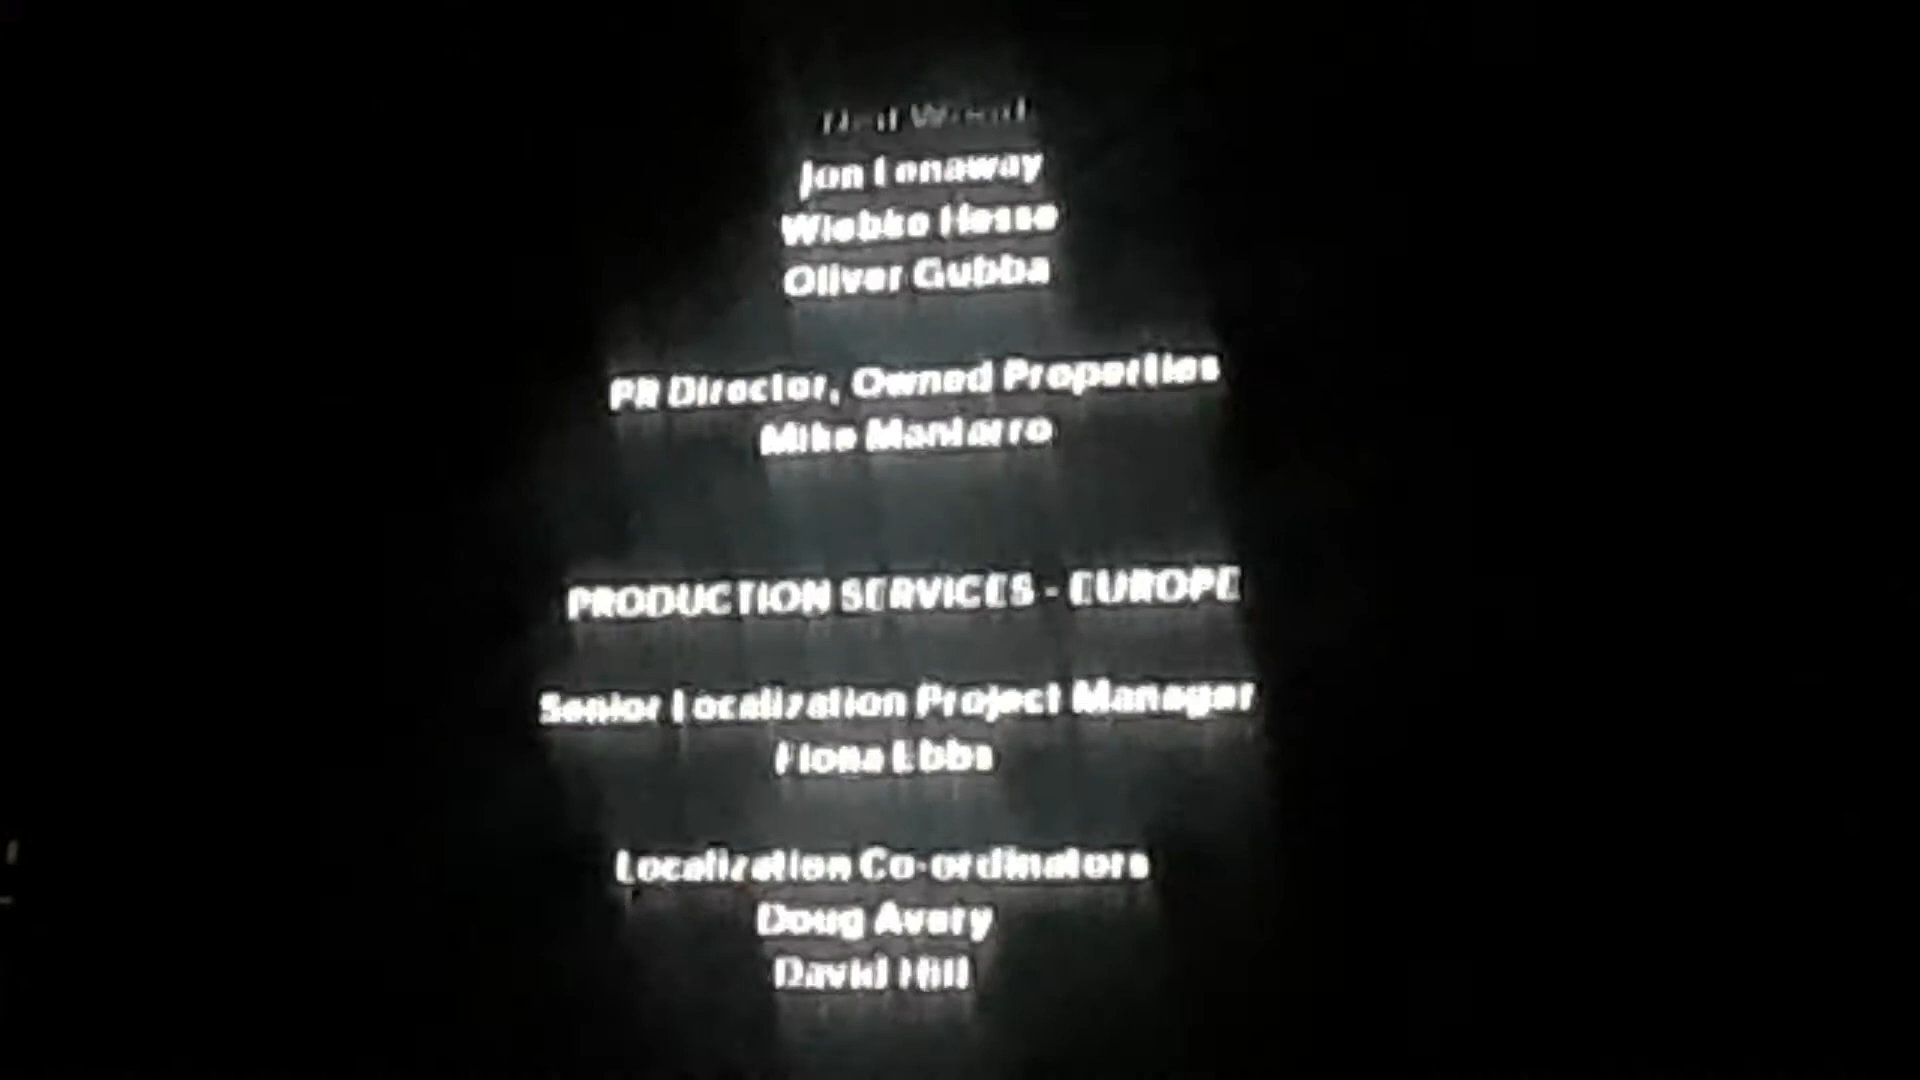 Jon Lenaway
Wiebke Hesse
Oliver Gubba
PR Director, Owned Properties
Mike Mantarro
PRODUCTION SERVICES - EUROPE
Senior Localization Project Manager
Fiona Ebbs
Localization Co-ordinators
Doug Avery
David Hill